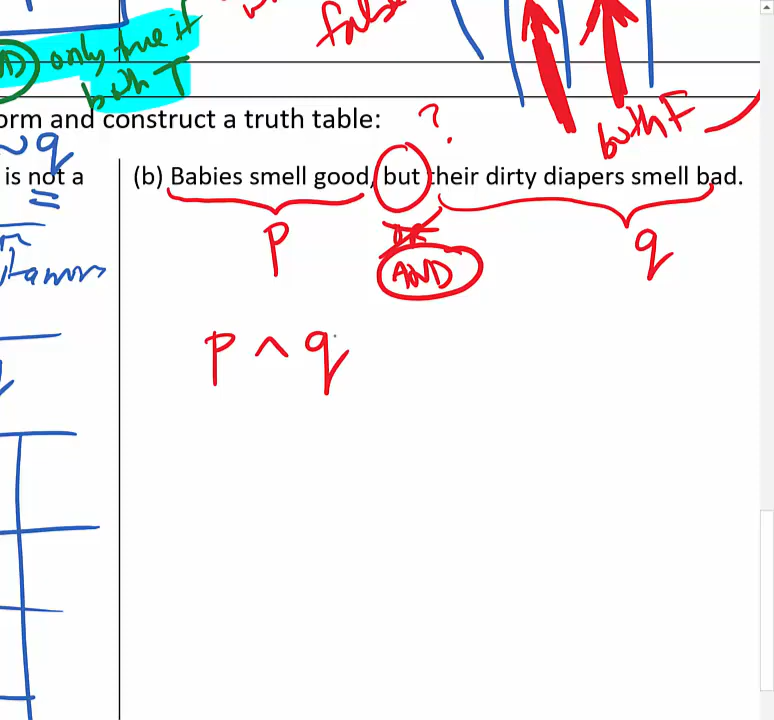 false
only true if
both T
both F
orm and construct a truth table: ?
~q
is not a
(b) Babies smell good, but their dirty diapers smell bad.
p
AND
q
p ∧ q